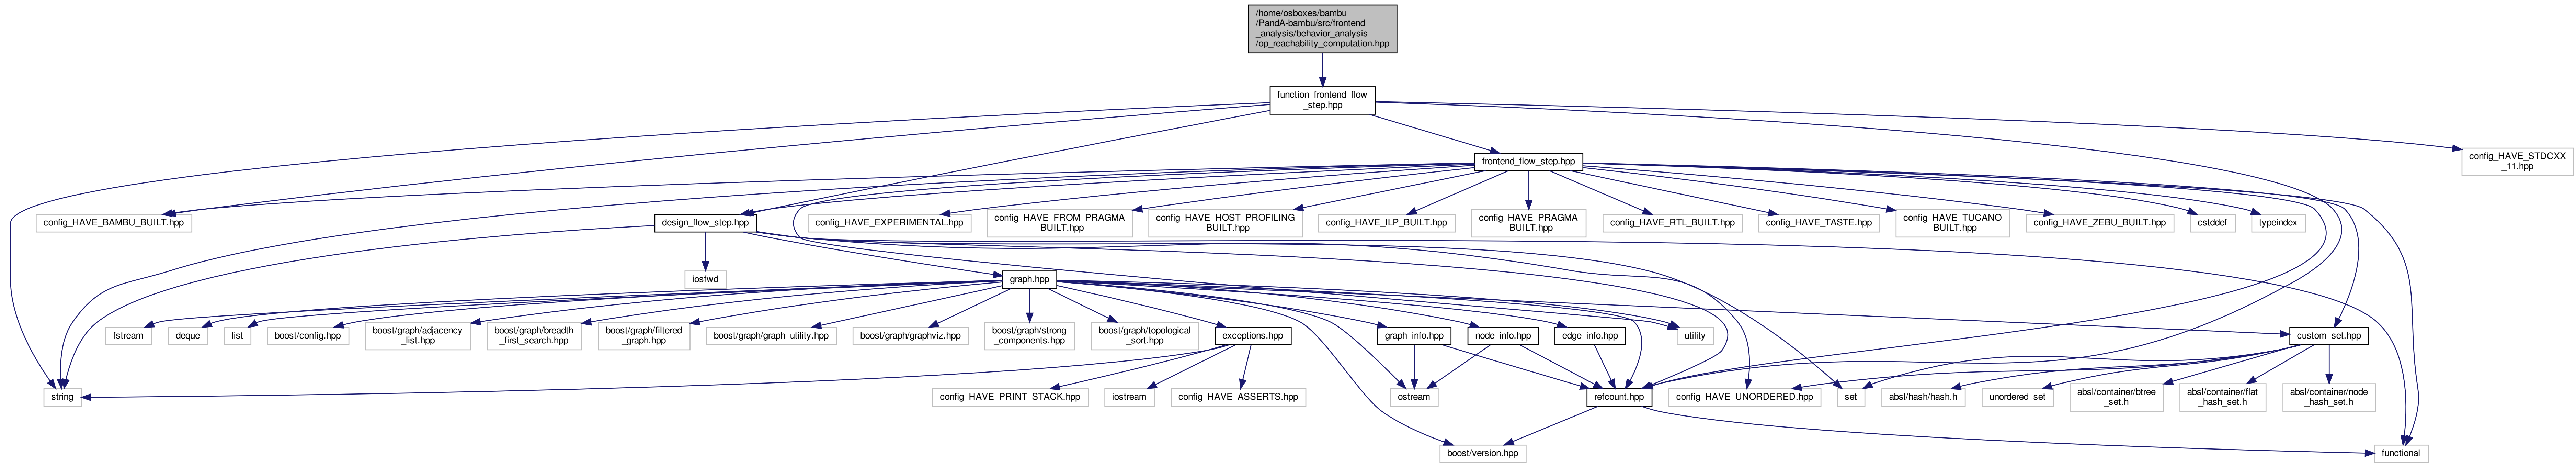 /home/osboxes/bambu
/PandA-bambu/src/frontend
_analysis/behavior_analysis
/op_reachability_computation.hpp
function_frontend_flow
_step.hpp
frontend_flow_step.hpp
config_HAVE_STDCXX
_11.hpp
config_HAVE_BAMBU_BUILT.hpp
design_flow_step.hpp
config_HAVE_EXPERIMENTAL.hpp
config_HAVE_FROM_PRAGMA
_BUILT.hpp
config_HAVE_HOST_PROFILING
_BUILT.hpp
config_HAVE_ILP_BUILT.hpp
config_HAVE_PRAGMA
_BUILT.hpp
config_HAVE_RTL_BUILT.hpp
config_HAVE_TASTE.hpp
config_HAVE_TUCANO
_BUILT.hpp
config_HAVE_ZEBU_BUILT.hpp
cstddef
typeindex
iosfwd
graph.hpp
fstream
deque
list
boost/config.hpp
boost/graph/adjacency
_list.hpp
boost/graph/breadth
_first_search.hpp
boost/graph/filtered
_graph.hpp
boost/graph/graph_utility.hpp
boost/graph/graphviz.hpp
boost/graph/strong
_components.hpp
boost/graph/topological
_sort.hpp
exceptions.hpp
graph_info.hpp
node_info.hpp
edge_info.hpp
utility
custom_set.hpp
string
config_HAVE_PRINT_STACK.hpp
iostream
config_HAVE_ASSERTS.hpp
ostream
refcount.hpp
config_HAVE_UNORDERED.hpp
set
absl/hash/hash.h
unordered_set
absl/container/btree
_set.h
absl/container/flat
_hash_set.h
absl/container/node
_hash_set.h
boost/version.hpp
functional